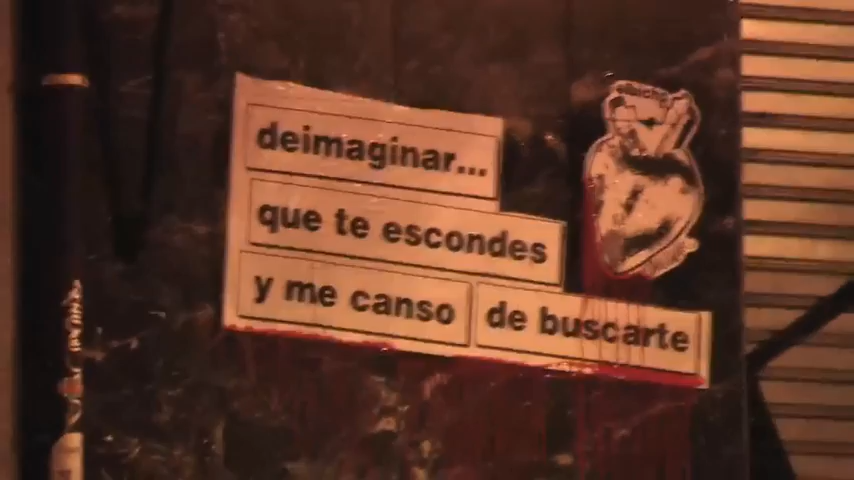 deimaginar...
que te escondes
y me canso de buscarte